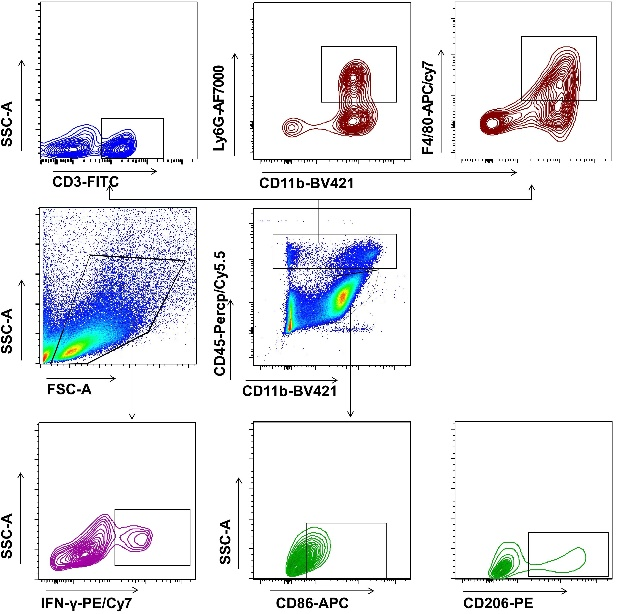 SSC-A
CD3-FITC
Ly6G-AF7000
CD11b-BV421
F4/80-APC/cy7
SSC-A
FSC-A
CD45-Percp/Cy5.5
CD11b-BV421
SSC-A
IFN-γ-PE/Cy7
SSC-A
CD86-APC
CD206-PE